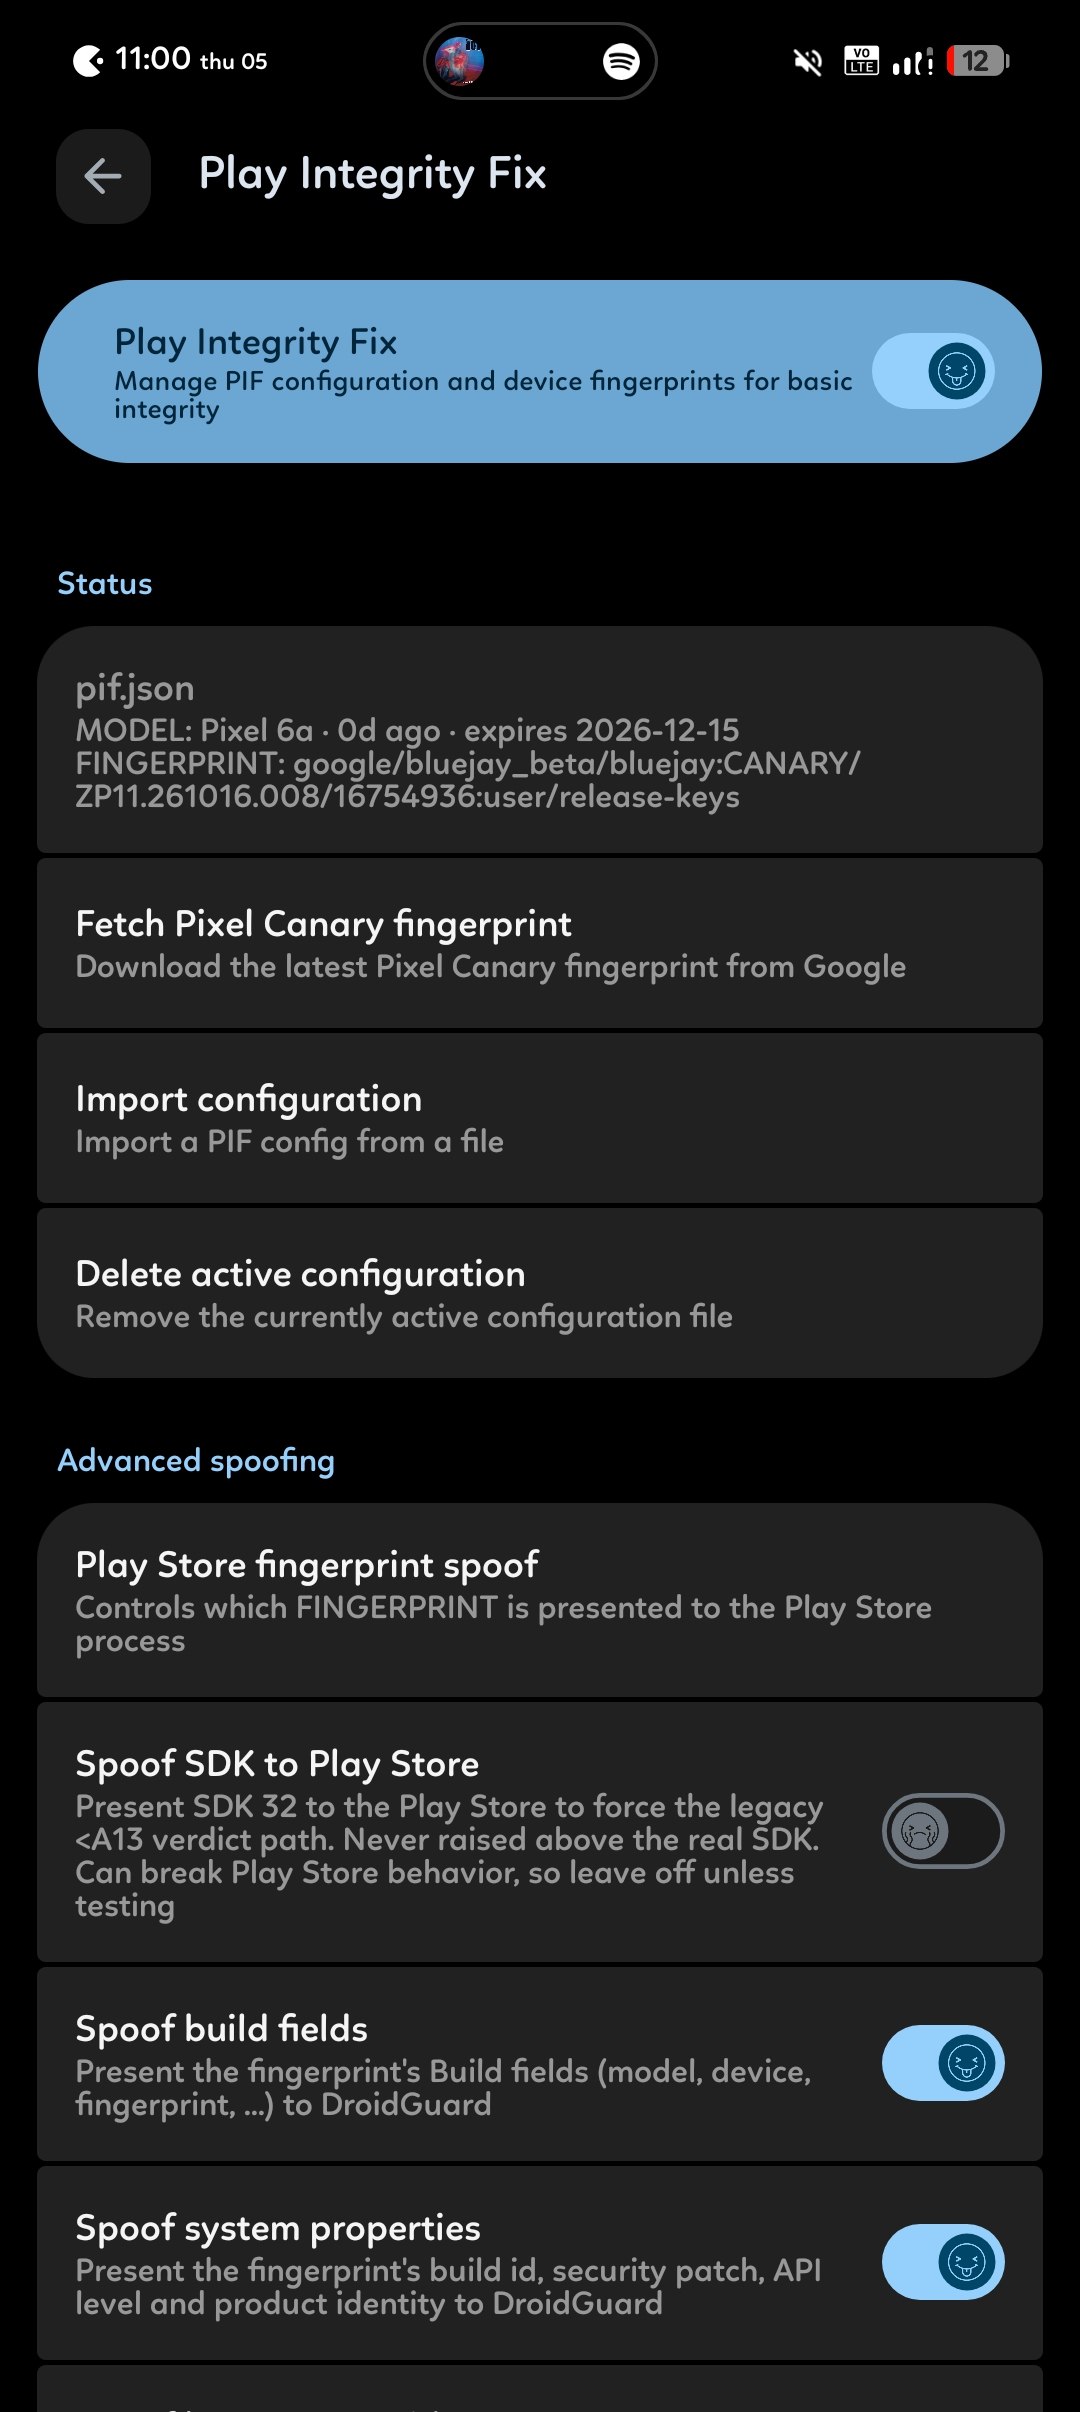 11:00 thu 05
VO
LTE
12
Play Integrity Fix
Play Integrity Fix
Manage PIF configuration and device fingerprints for basic
integrity
Status
pif.json
MODEL: Pixel 6a · 0d ago · expires 2026-12-15
FINGERPRINT: google/bluejay_beta/bluejay:CANARY/
ZP11.261016.008/16754936:user/release-keys
Fetch Pixel Canary fingerprint
Download the latest Pixel Canary fingerprint from Google
Import configuration
Import a PIF config from a file
Delete active configuration
Remove the currently active configuration file
Advanced spoofing
Play Store fingerprint spoof
Controls which FINGERPRINT is presented to the Play Store
process
Spoof SDK to Play Store
Present SDK 32 to the Play Store to force the legacy
<A13 verdict path. Never raised above the real SDK.
Can break Play Store behavior, so leave off unless
testing
Spoof build fields
Present the fingerprint's Build fields (model, device,
fingerprint, ...) to DroidGuard
Spoof system properties
Present the fingerprint's build id, security patch, API
level and product identity to DroidGuard